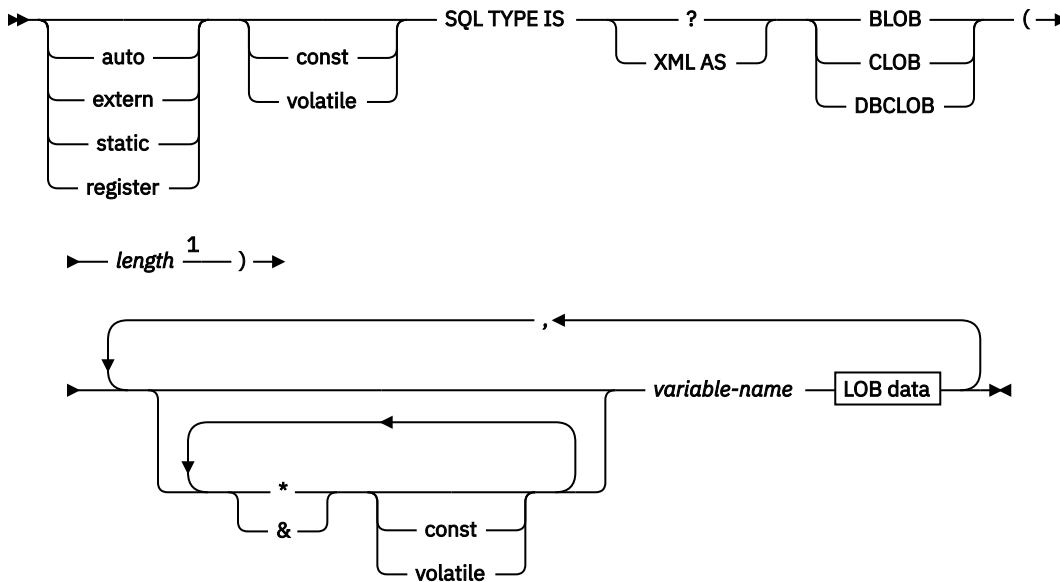 SQL TYPE IS ? BLOB (
auto const XML AS CLOB
extern volatile DBCLOB
static
register
length 1 )
,
variable-name LOB data
*
& const
volatile